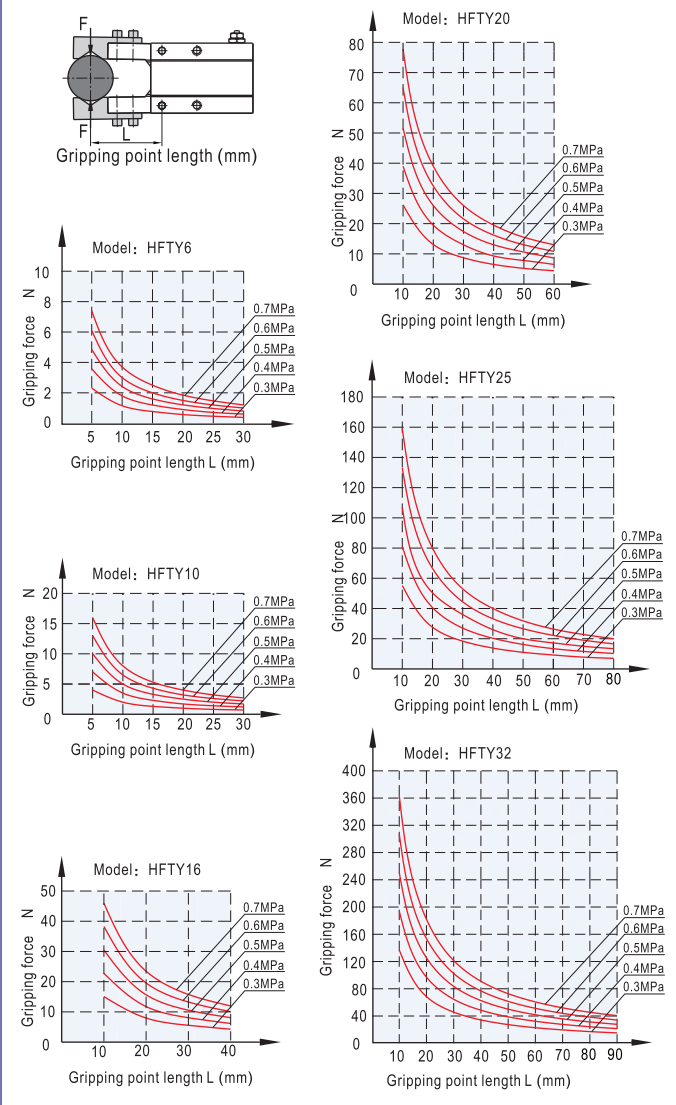 F
F
L
Gripping point length (mm)
Model: HFTY6
Gripping force N
10
8
6
4
2
0
5 10 15 20 25 30
0.7MPa
0.6MPa
0.5MPa
0.4MPa
0.3MPa
Gripping point length L (mm)
Model: HFTY10
Gripping force N
20
15
10
5
0
5 10 15 20 25 30
0.7MPa
0.6MPa
0.5MPa
0.4MPa
0.3MPa
Gripping point length L (mm)
Model: HFTY16
Gripping force N
50
40
30
20
10
0
10 20 30 40
0.7MPa
0.6MPa
0.5MPa
0.4MPa
0.3MPa
Gripping point length L (mm)
Model: HFTY20
Gripping force N
80
70
60
50
40
30
20
10
0
10 20 30 40 50 60
0.7MPa
0.6MPa
0.5MPa
0.4MPa
0.3MPa
Gripping point length L (mm)
Model: HFTY25
Gripping force N
180
160
140
120
100
80
60
40
20
0
10 20 30 40 50 60 70 80
0.7MPa
0.6MPa
0.5MPa
0.4MPa
0.3MPa
Gripping point length L (mm)
Model: HFTY32
Gripping force N
400
360
320
280
240
200
160
120
80
40
0
10 20 30 40 50 60 70 80 90
0.7MPa
0.6MPa
0.5MPa
0.4MPa
0.3MPa
Gripping point length L (mm)